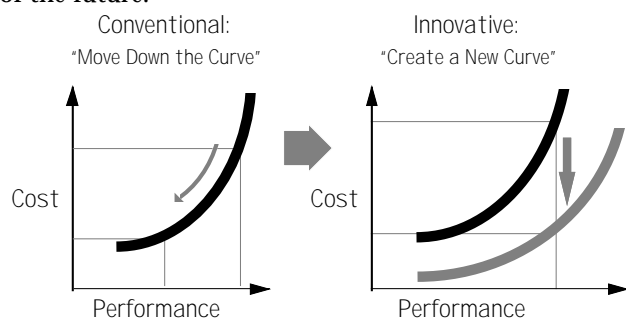 of the future.
Conventional:
"Move Down the Curve"
Innovative:
"Create a New Curve"
Cost
Performance
Cost
Performance